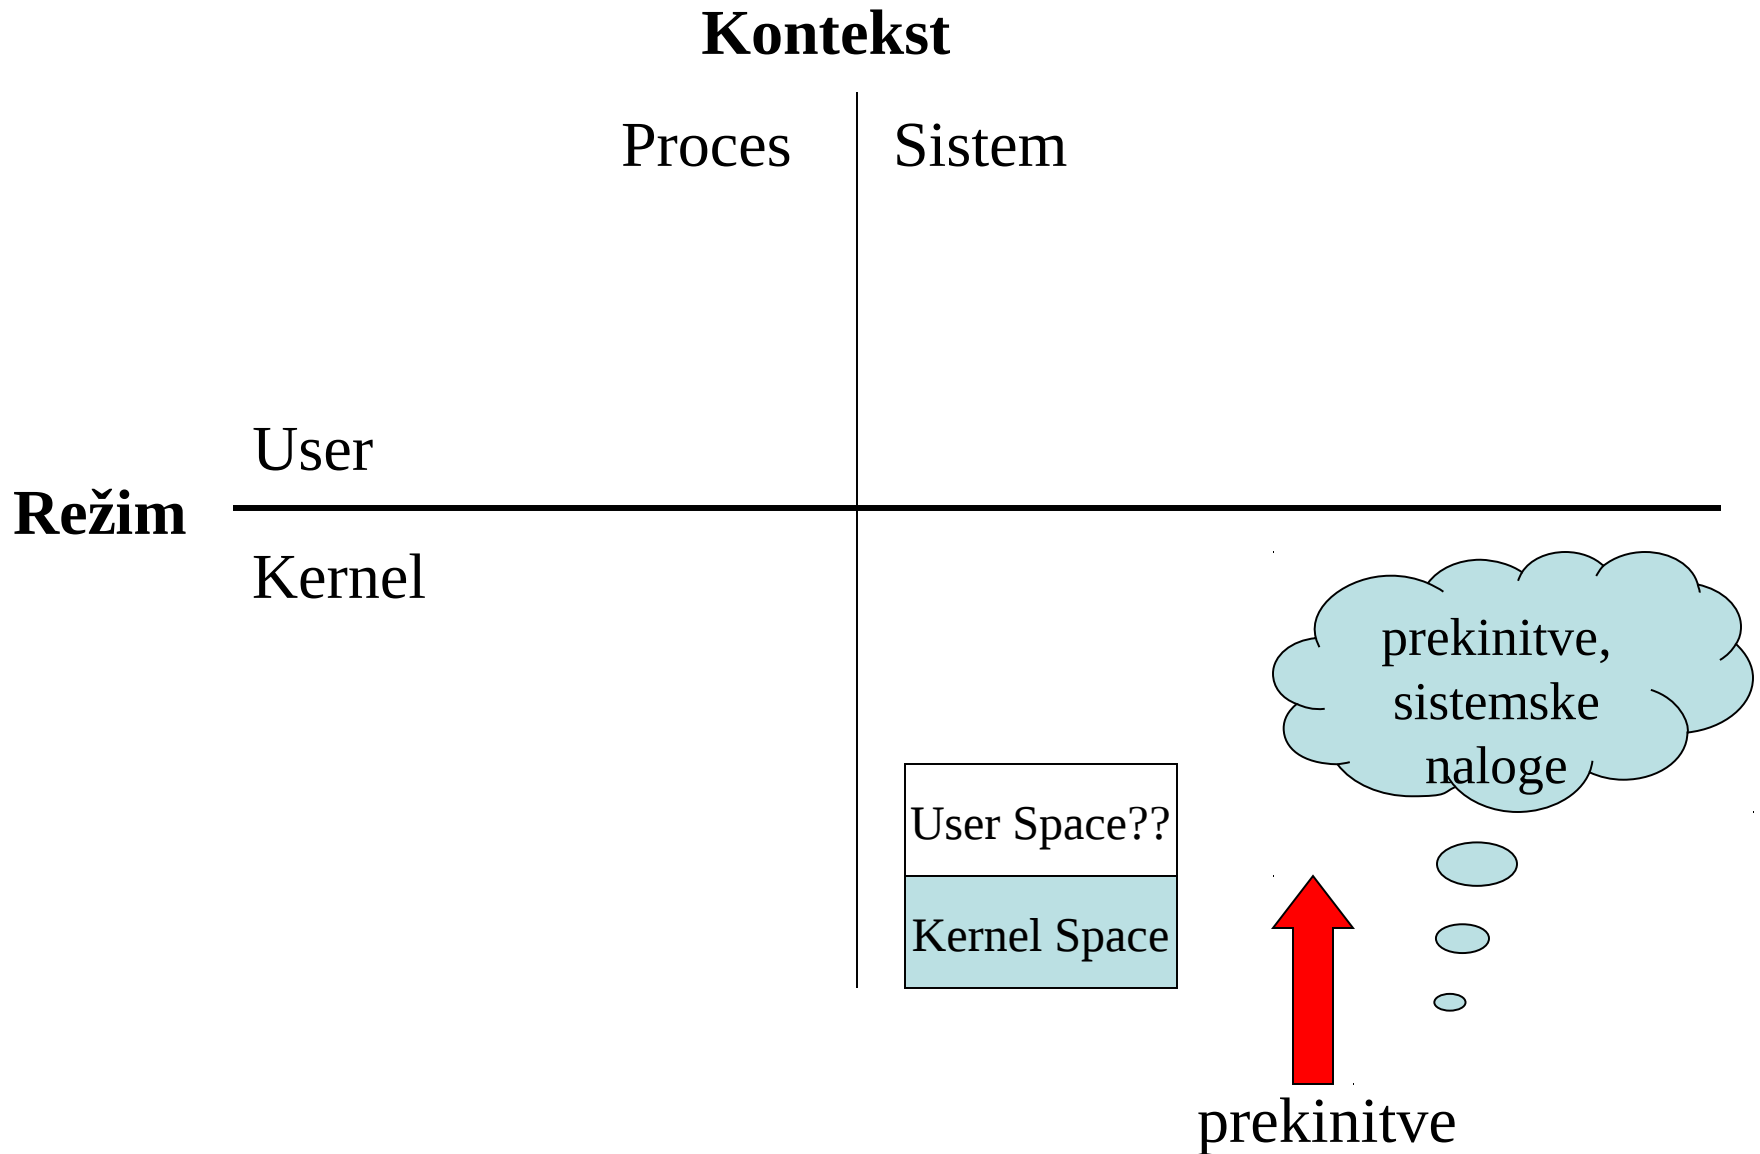 Kontekst
Proces
Sistem
User
Režim
Kernel
prekinitve,
sistemske
naloge
User Space??
Kernel Space
prekinitve